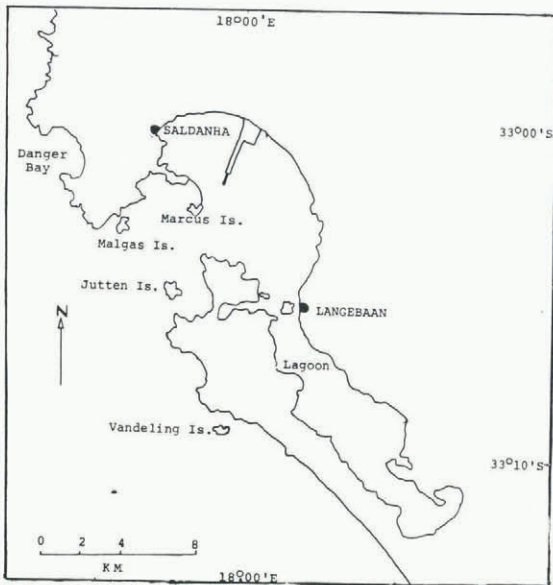 18°00'E
SALDANHA
33°00'S
Danger
Bay
Marcus Is.
Malgas Is.
Jutten Is.
N
LANGEBAAN
Lagoon
Vandeling Is.
33°10'S
0 2 4 8
KM
18°00'E